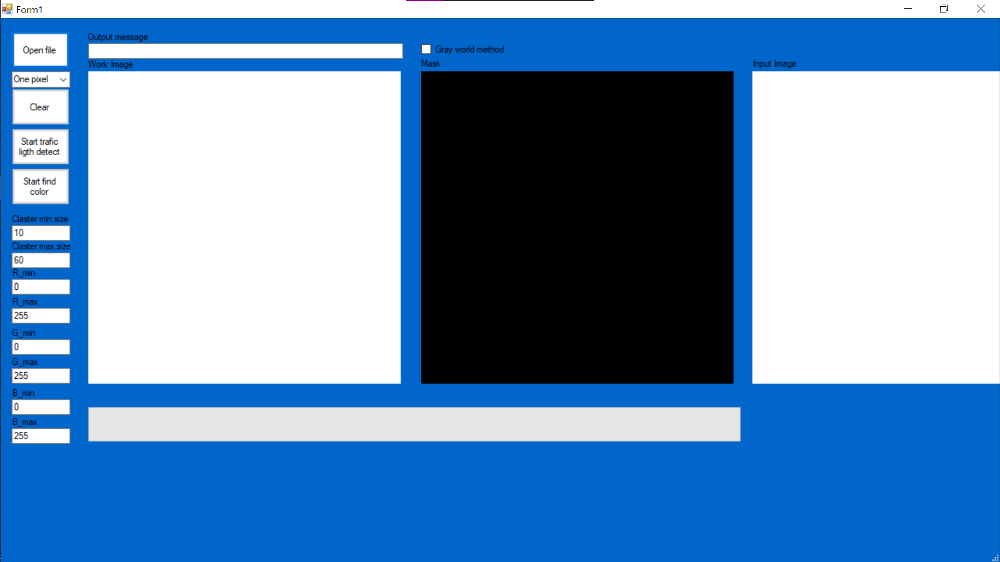 Form1
Open file
One pixel
Clear
Start trafic
ligth detect
Start find
color
Claster min.size
10
Claster max.size
60
R_min
0
R_max
255
G_min
0
G_max
255
B_min
0
B_max
255
Output message
Work Image
Gray world method
Mask
Input Image